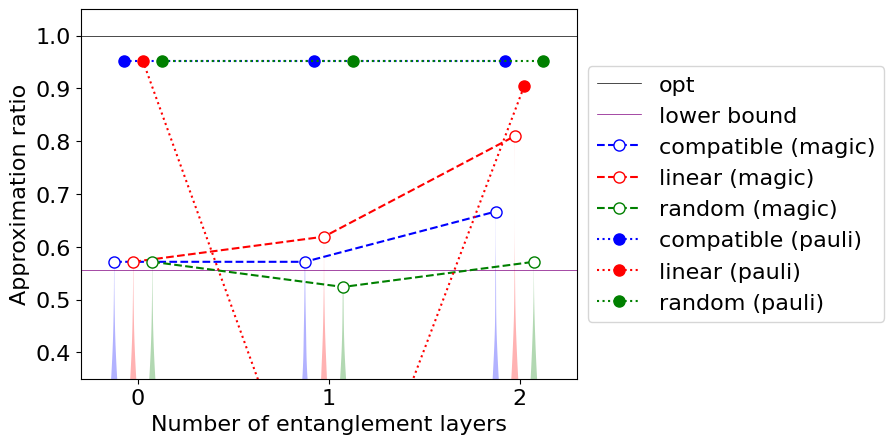 Approximation ratio
1.0
0.9
0.8
0.7
0.6
0.5
0.4
0
1
2
Number of entanglement layers
opt
lower bound
compatible (magic)
linear (magic)
random (magic)
compatible (pauli)
linear (pauli)
random (pauli)